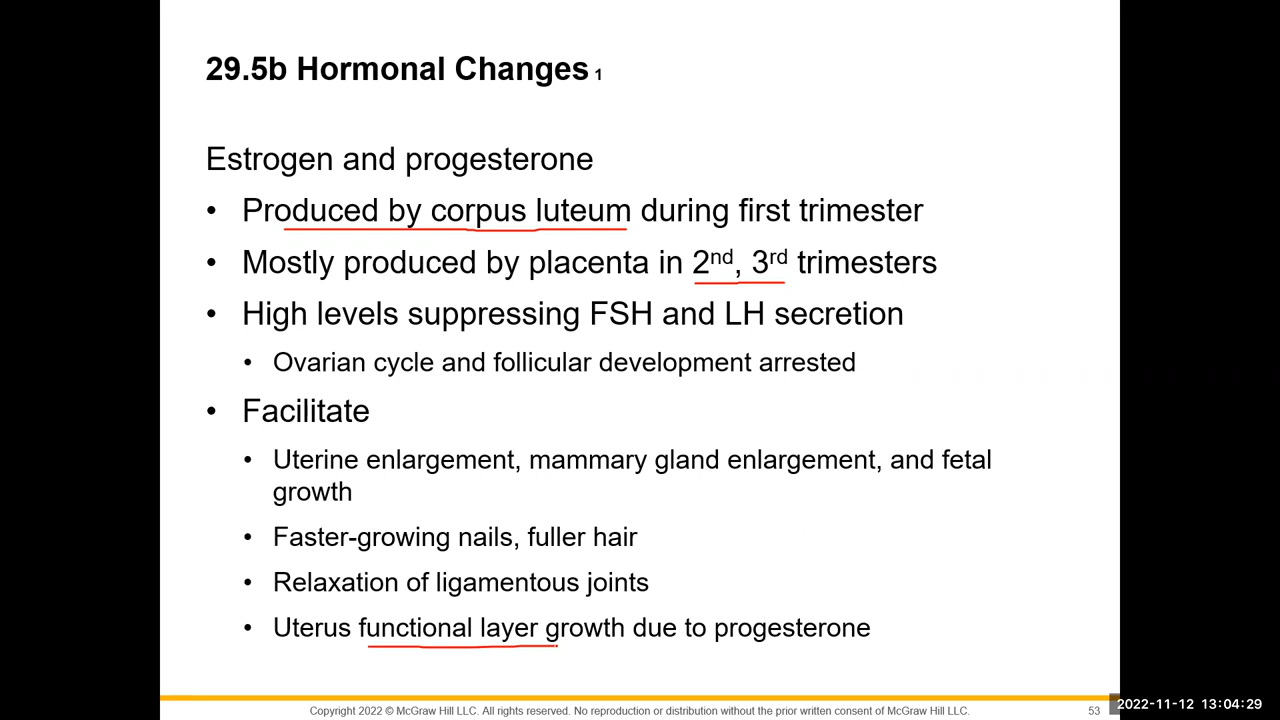 29.5b Hormonal Changes 1
Estrogen and progesterone
• Produced by corpus luteum during first trimester
• Mostly produced by placenta in 2nd, 3rd trimesters
• High levels suppressing FSH and LH secretion
• Ovarian cycle and follicular development arrested
• Facilitate
• Uterine enlargement, mammary gland enlargement, and fetal
growth
• Faster-growing nails, fuller hair
• Relaxation of ligamentous joints
• Uterus functional layer growth due to progesterone
Copyright 2022 © McGraw Hill LLC. All rights reserved. No reproduction or distribution without the prior written consent of McGraw Hill LLC.
53
2022-11-12 13:04:29